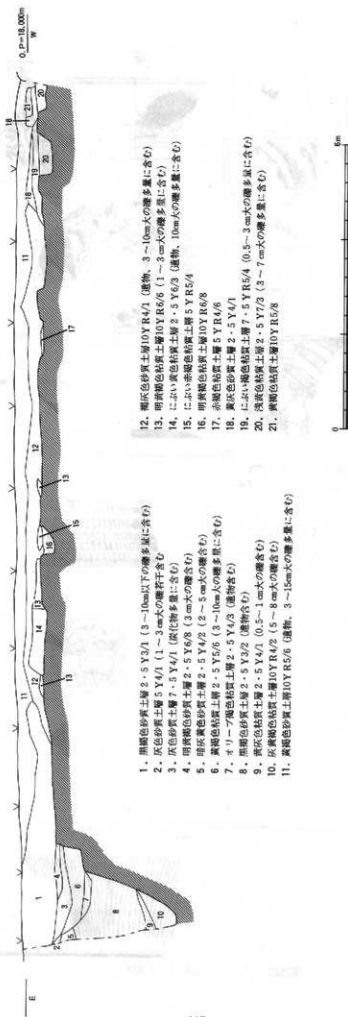 O.P=18,000m
W
E
1. 黒褐色砂質土層2・5Y3/1(3〜10cm以下の礫多量に含む)
2. 灰色砂質土層5Y4/1(1〜3cm大の礫若干含む)
3. 灰色砂質土層7・5Y4/1(炭化物多量に含む)
4. 明黄褐色砂質土層2・5Y6/8(3cm大の礫含む)
5. 暗灰黄色砂質土層2・5Y4/2(2〜5cm大の礫含む)
6. 黄褐色粘質土層2・5Y5/6(3〜10cm大の礫多量に含む)
7. オリーブ褐色粘質土層2・5Y4/3(遺物含む)
8. 黒褐色砂質土層2・5Y3/2(遺物含む)
9. 黄灰色粘質土層2・5Y4/1(0.5〜1cm大の礫含む)
10. 灰黄褐色粘質土層10YR4/2(5〜8cm大の礫含む)
11. 黄褐色砂質土層10YR5/6(遺物、3〜15cm大の礫多量に含む)
12. 褐灰色砂質土層10YR4/1(遺物、3〜10cm大の礫多量に含む)
13. 明黄褐色粘質土層10YR6/6(1〜3cm大の礫多量に含む)
14. にぶい黄色粘質土層2・5Y6/3(遺物、10cm大の礫多量に含む)
15. にぶい赤褐色粘質土層5YR5/4
16. 明黄褐色粘質土層10YR6/8
17. 赤褐色粘質土層5YR4/6
18. 黄灰色砂質土層2・5Y4/1
19. にぶい褐色粘質土層7・5YR5/4(0.5〜3cm大の礫多量に含む)
20. 浅黄色粘質土層2・5Y7/3(3〜7cm大の礫多量に含む)
21. 黄褐色粘質土層10YR5/8
0 6m